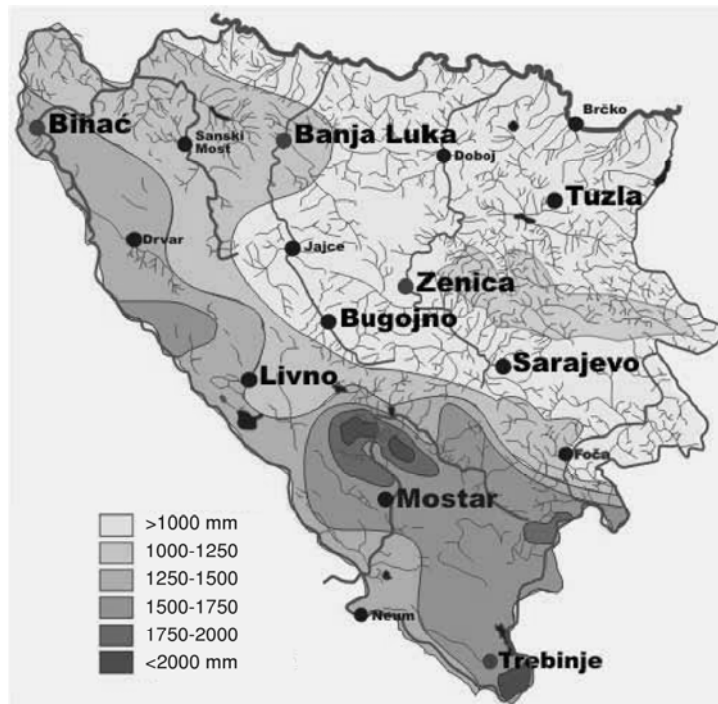 Bihać
Sanski
Most
Banja Luka
Doboj
Brčko
Tuzla
Drvar
Jajce
Zenica
Bugojno
Sarajevo
Livno
Foča
Mostar
Neum
Trebinje
>1000 mm
1000-1250
1250-1500
1500-1750
1750-2000
<2000 mm